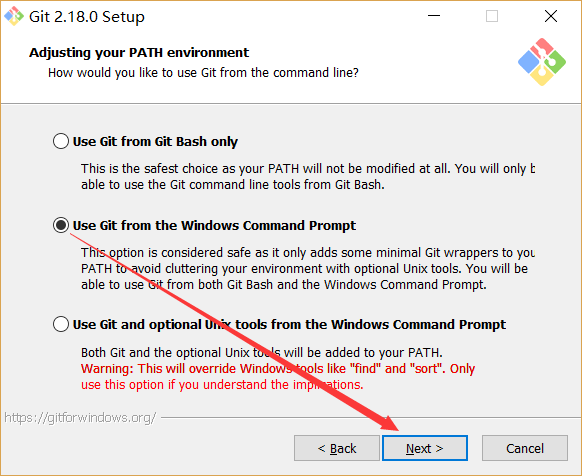 Git 2.18.0 Setup
Adjusting your PATH environment
How would you like to use Git from the command line?
Use Git from Git Bash only
This is the safest choice as your PATH will not be modified at all. You will only
able to use the Git command line tools from Git Bash.
Use Git from the Windows Command Prompt
This option is considered safe as it only adds some minimal Git wrappers to you
PATH to avoid cluttering your environment with optional Unix tools. You will be
able to use Git from both Git Bash and the Windows Command Prompt.
Use Git and optional Unix tools from the Windows Command Prompt
Both Git and the optional Unix tools will be added to your PATH.
Warning: This will override Windows tools like "find" and "sort". Only
use this option if you understand the implications.
https://gitforwindows.org/
< Back
Next >
Cancel